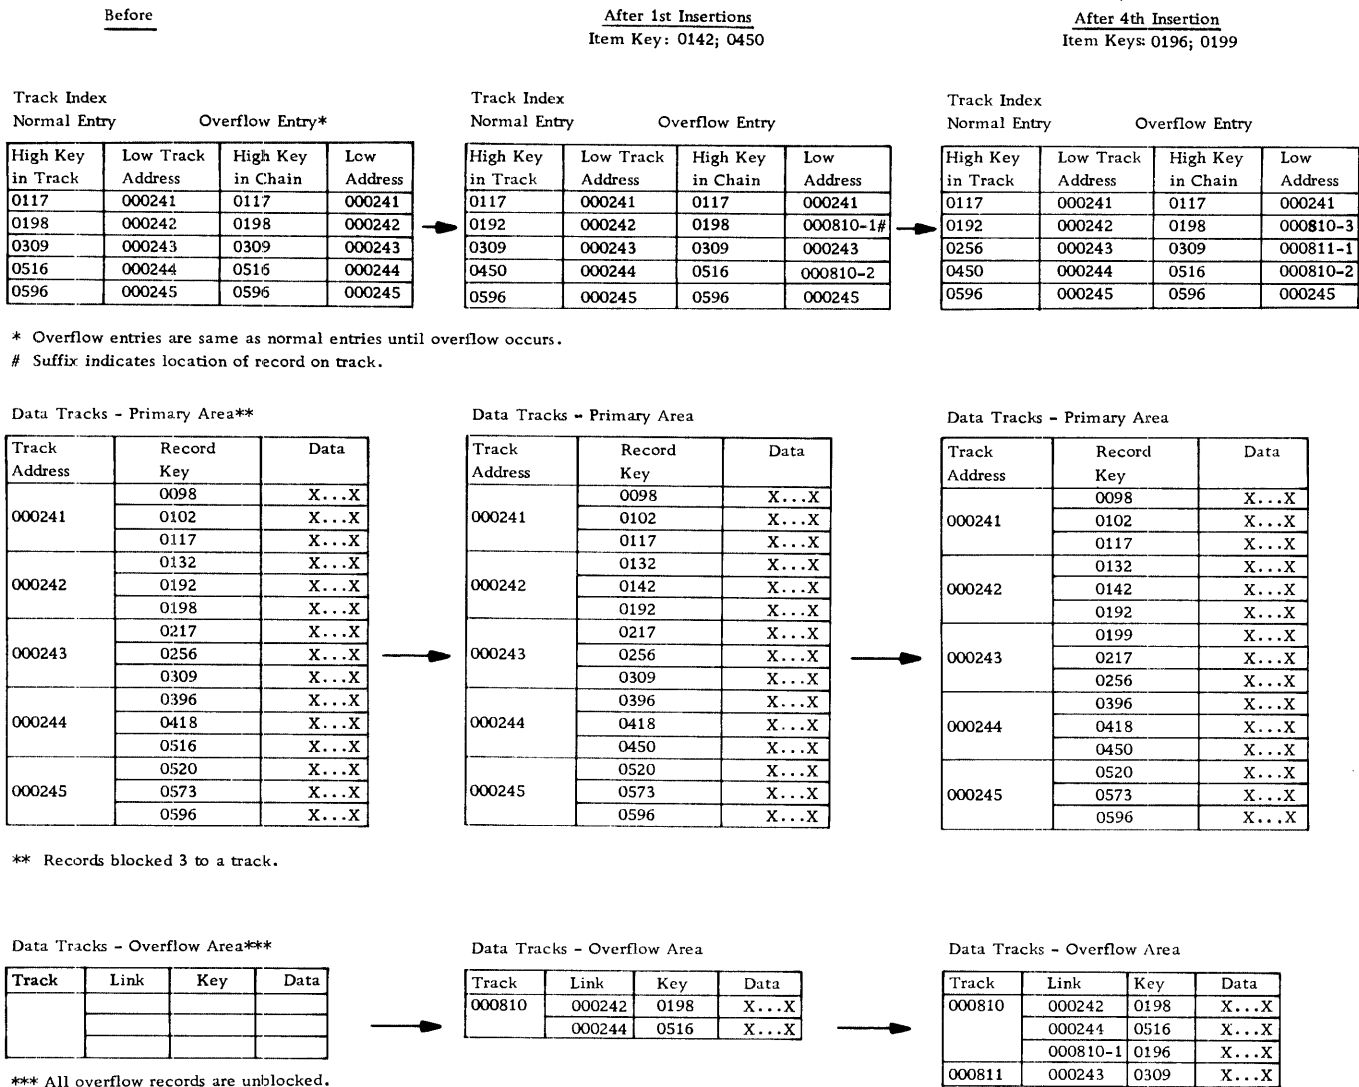 Before
After 1st Insertions
Item Key: 0142; 0450
After 4th Insertion
Item Keys: 0196; 0199
Track Index
Normal Entry Overflow Entry*
High Key in Track Low Track Address High Key in Chain Low Address
0117 000241 0117 000241
0198 000242 0198 000242
0309 000243 0309 000243
0516 000244 0516 000244
0596 000245 0596 000245
Track Index
Normal Entry Overflow Entry
High Key in Track Low Track Address High Key in Chain Low Address
0117 000241 0117 000241
0192 000242 0198 000810-1#
0309 000243 0309 000243
0450 000244 0516 000810-2
0596 000245 0596 000245
Track Index
Normal Entry Overflow Entry
High Key in Track Low Track Address High Key in Chain Low Address
0117 000241 0117 000241
0192 000242 0198 000810-3
0256 000243 0309 000811-1
0450 000244 0516 000810-2
0596 000245 0596 000245
* Overflow entries are same as normal entries until overflow occurs.
# Suffix indicates location of record on track.
Data Tracks - Primary Area**
Track Address Record Key Data
0098 X...X
000241 0102 X...X
0117 X...X
0132 X...X
000242 0192 X...X
0198 X...X
0217 X...X
000243 0256 X...X
0309 X...X
0396 X...X
000244 0418 X...X
0516 X...X
0520 X...X
000245 0573 X...X
0596 X...X
Data Tracks - Primary Area
Track Address Record Key Data
0098 X...X
000241 0102 X...X
0117 X...X
0132 X...X
000242 0142 X...X
0192 X...X
0217 X...X
000243 0256 X...X
0309 X...X
0396 X...X
000244 0418 X...X
0450 X...X
0520 X...X
000245 0573 X...X
0596 X...X
Data Tracks - Primary Area
Track Address Record Key Data
0098 X...X
000241 0102 X...X
0117 X...X
0132 X...X
000242 0142 X...X
0192 X...X
0199 X...X
000243 0217 X...X
0256 X...X
0396 X...X
000244 0418 X...X
0450 X...X
0520 X...X
000245 0573 X...X
0596 X...X
** Records blocked 3 to a track.
Data Tracks - Overflow Area***
Track Link Key Data
Data Tracks - Overflow Area
Track Link Key Data
000810 000242 0198 X...X
000244 0516 X...X
Data Tracks - Overflow Area
Track Link Key Data
000810 000242 0198 X...X
000244 0516 X...X
000810-1 0196 X...X
000811 000243 0309 X...X
*** All overflow records are unblocked.